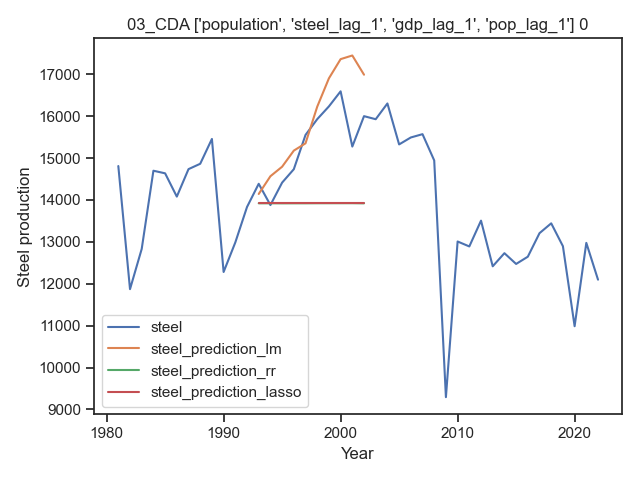 03_CDA ['population', 'steel_lag_1', 'gdp_lag_1', 'pop_lag_1'] 0
17000
16000
15000
14000
13000
12000
11000
10000
9000
Steel production
steel
steel_prediction_lm
steel_prediction_rr
steel_prediction_lasso
1980
1990
2000
2010
2020
Year